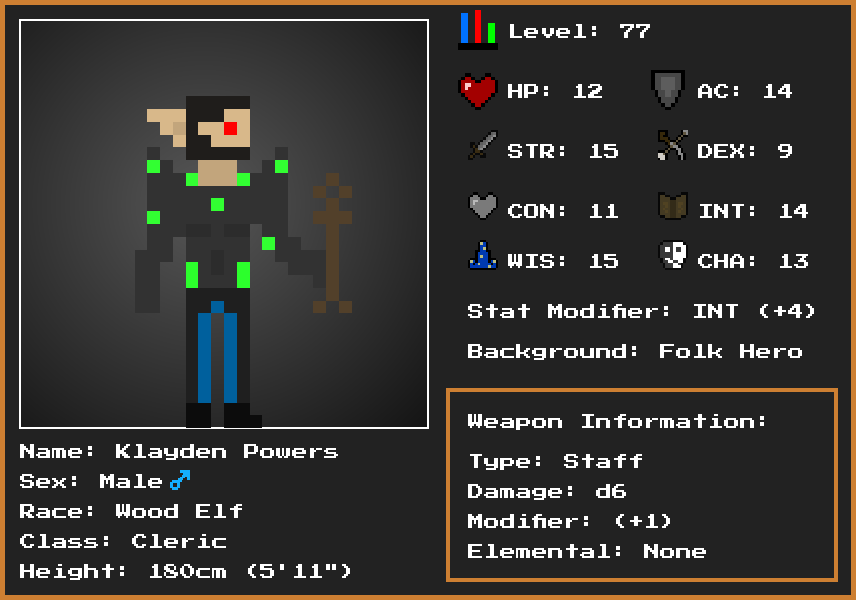 Level: 77
HP: 12 AC: 14
STR: 15 DEX: 9
CON: 11 INT: 14
WIS: 15 CHA: 13
Stat Modifier: INT (+4)
Background: Folk Hero
Weapon Information:
Type: Staff
Damage: d6
Modifier: (+1)
Elemental: None
Name: Klayden Powers
Sex: Male♂
Race: Wood Elf
Class: Cleric
Height: 180cm (5'11")